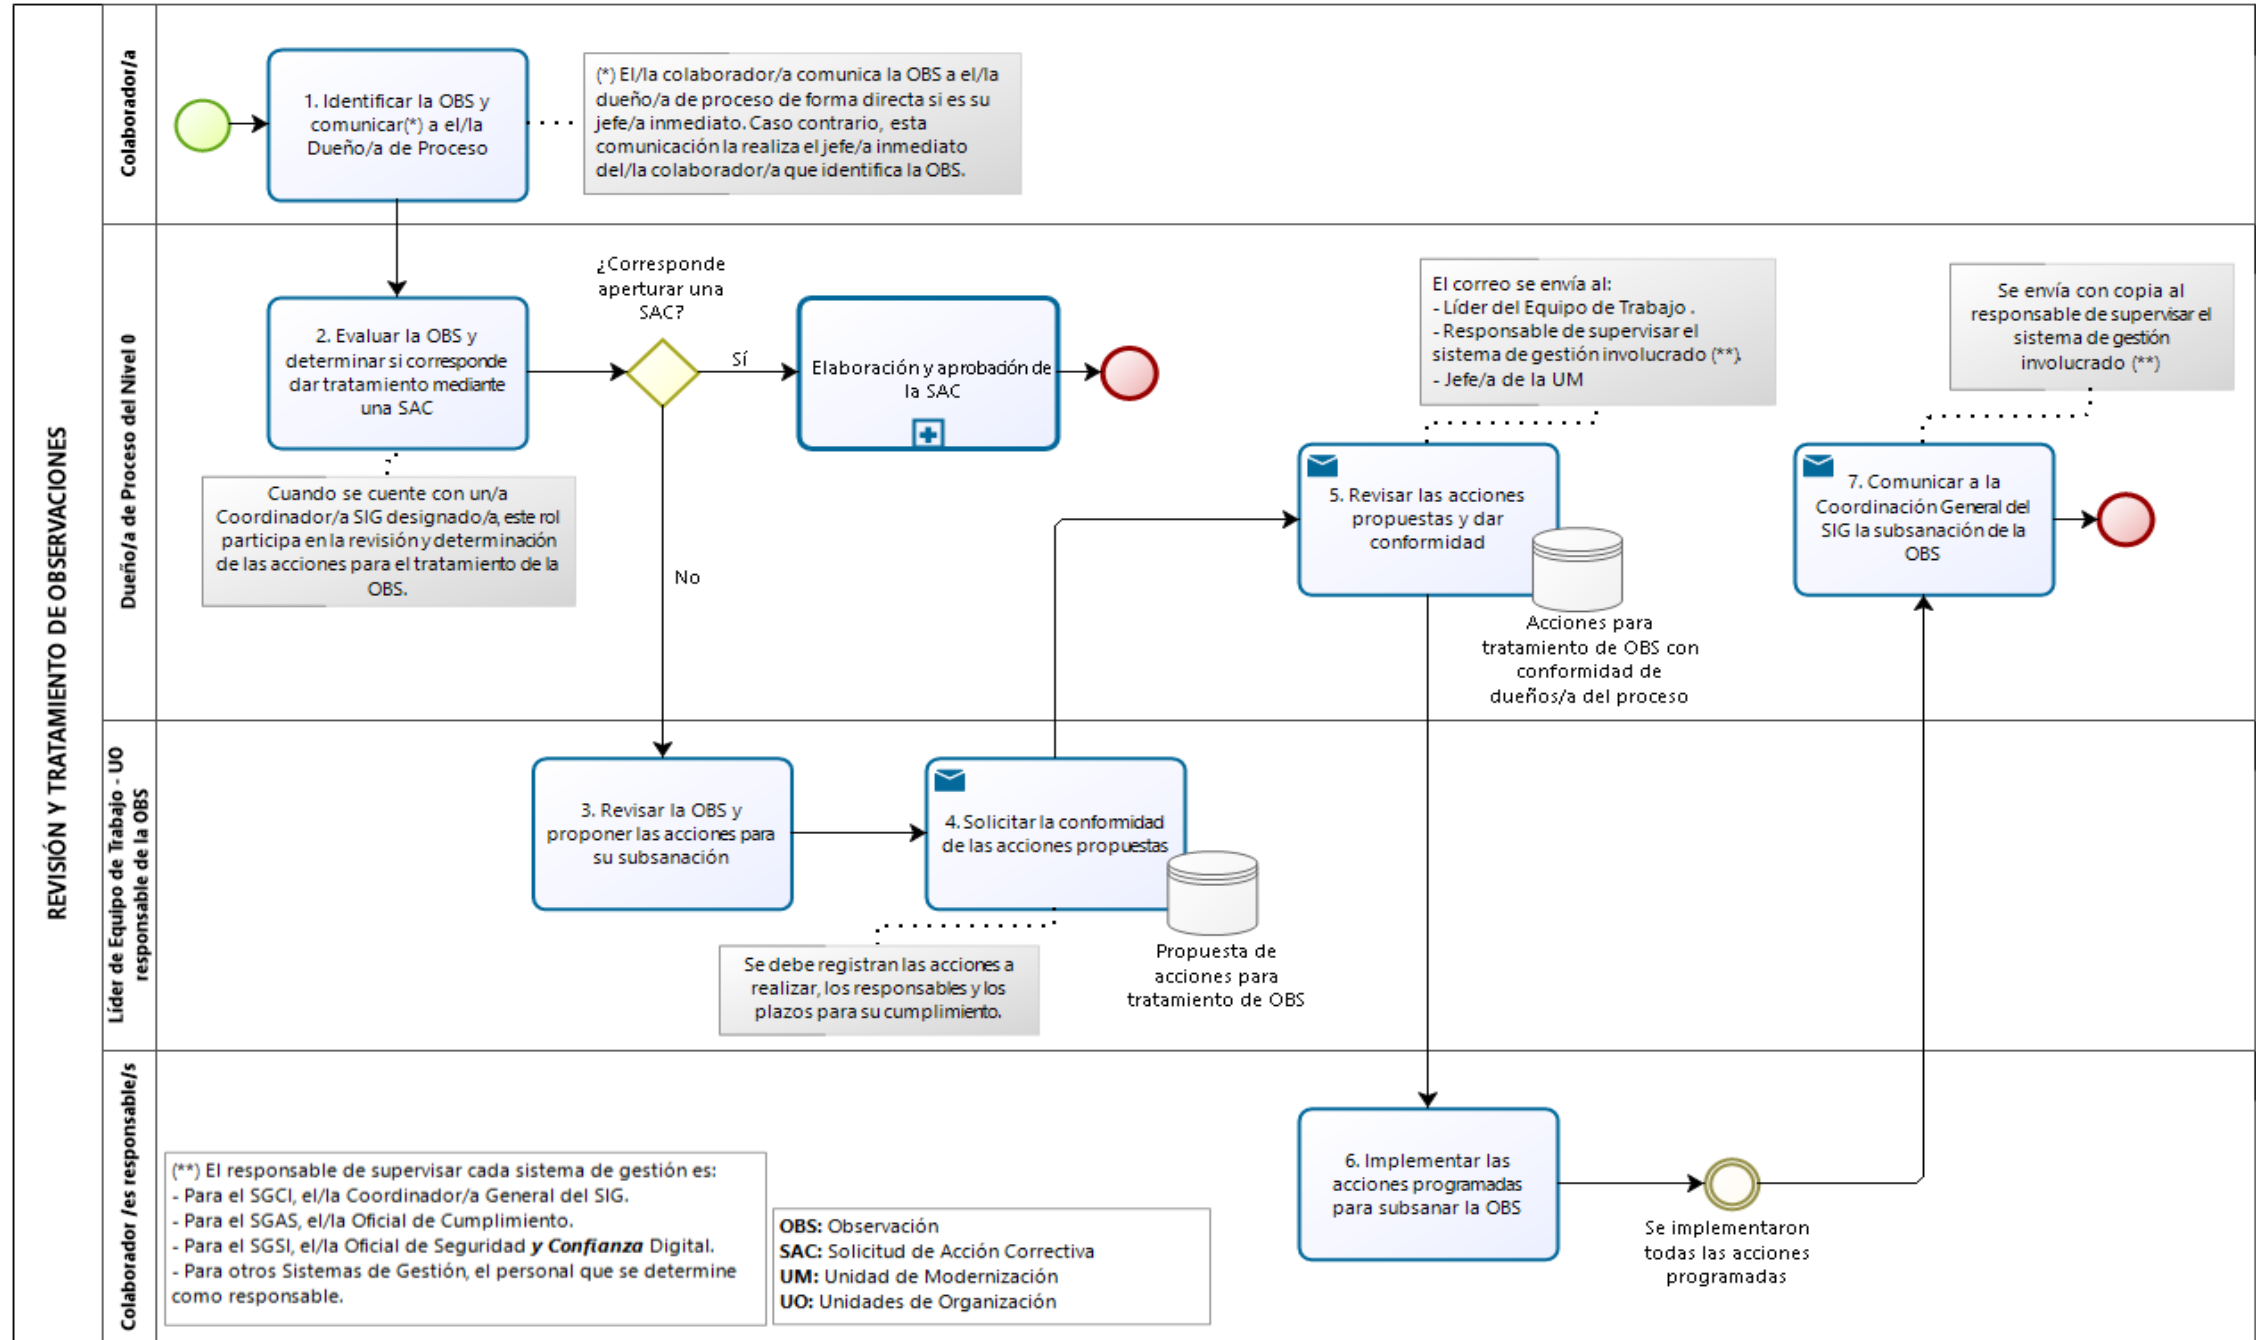 REVISIÓN Y TRATAMIENTO DE OBSERVACIONES
Colaborador/a
1. Identificar la OBS y
comunicar(*) a el/la
Dueño/a de Proceso
(*) El/la colaborador/a comunica la OBS a el/la
dueño/a de proceso de forma directa si es su
jefe/a inmediato. Caso contrario, esta
comunicación la realiza el jefe/a inmediato
del/la colaborador/a que identifica la OBS.
Dueño/a de Proceso del Nivel 0
2. Evaluar la OBS y
determinar si corresponde
dar tratamiento mediante
una SAC
Cuando se cuente con un/a
Coordinador/a SIG designado/a, este rol
participa en la revisión y determinación
de las acciones para el tratamiento de la
OBS.
¿Corresponde
aperturar una
SAC?
Sí
No
Elaboración y aprobación de
la SAC
El correo se envía al:
- Líder del Equipo de Trabajo .
- Responsable de supervisar el
sistema de gestión involucrado (**).
- Jefe/a de la UM
5. Revisar las acciones
propuestas y dar
conformidad
Acciones para
tratamiento de OBS con
conformidad de
dueños/a del proceso
Se envía con copia al
responsable de supervisar el
sistema de gestión
involucrado (**)
7. Comunicar a la
Coordinación General del
SIG la subsanación de la
OBS
Líder de Equipo de Trabajo - UO
responsable de la OBS
3. Revisar la OBS y
proponer las acciones para
su subsanación
4. Solicitar la conformidad
de las acciones propuestas
Se debe registran las acciones a
realizar, los responsables y los
plazos para su cumplimiento.
Propuesta de
acciones para
tratamiento de OBS
Colaborador /es responsable/s
(**) El responsable de supervisar cada sistema de gestión es:
- Para el SGCI, el/la Coordinador/a General del SIG.
- Para el SGAS, el/la Oficial de Cumplimiento.
- Para el SGSI, el/la Oficial de Seguridad y Confianza Digital.
- Para otros Sistemas de Gestión, el personal que se determine
como responsable.
OBS: Observación
SAC: Solicitud de Acción Correctiva
UM: Unidad de Modernización
UO: Unidades de Organización
6. Implementar las
acciones programadas
para subsanar la OBS
Se implementaron
todas las acciones
programadas